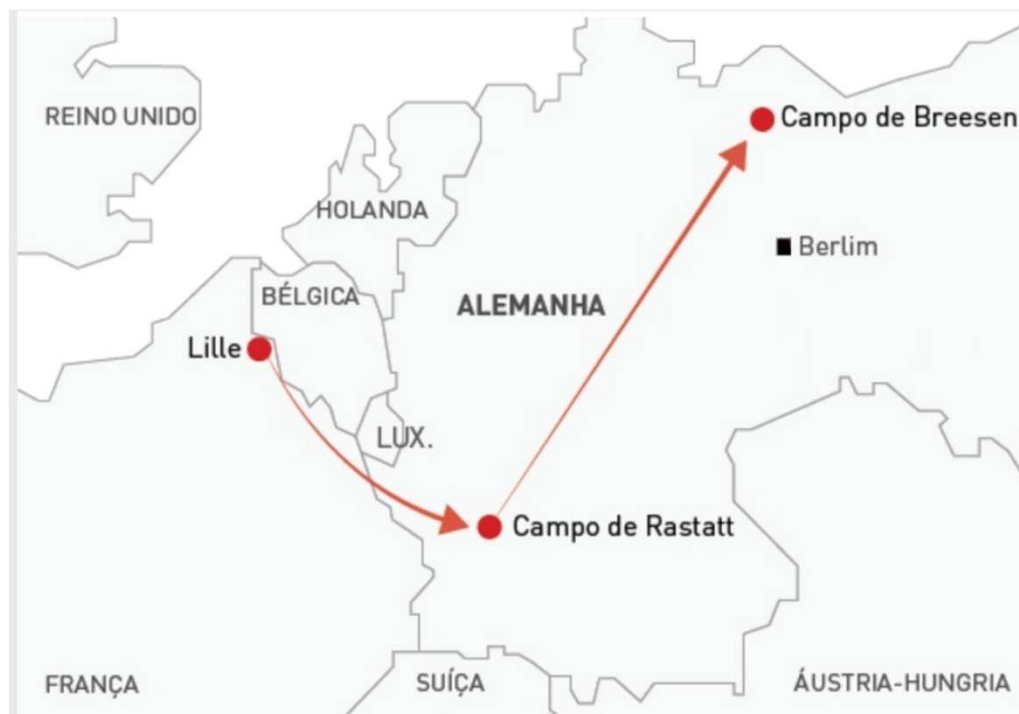 REINO UNIDO
Campo de Breesen
HOLANDA
Berlim
BÉLGICA
ALEMANHA
Lille
LUX.
Campo de Rastatt
FRANÇA
SUÍÇA
ÁUSTRIA-HUNGRIA